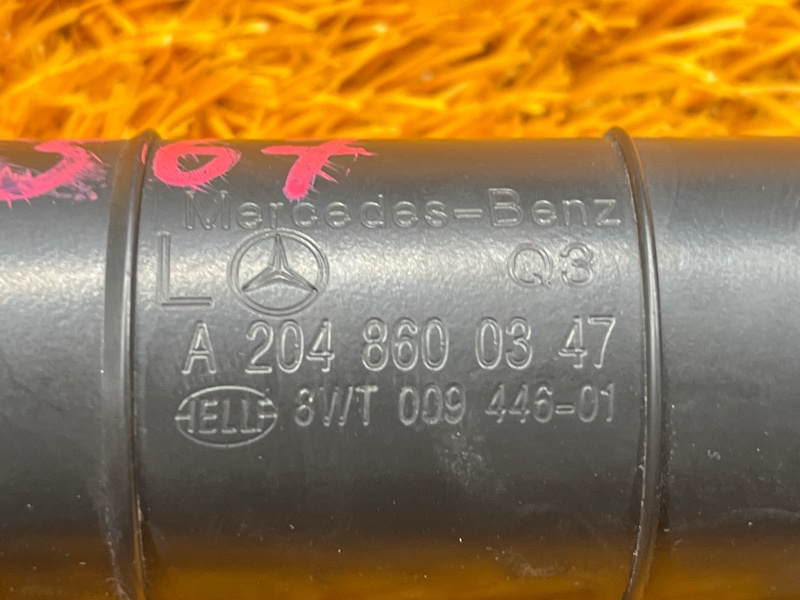 Mercedes-Benz
L Q3
A 204 860 03 47
HELLA 8WT 009 446-01